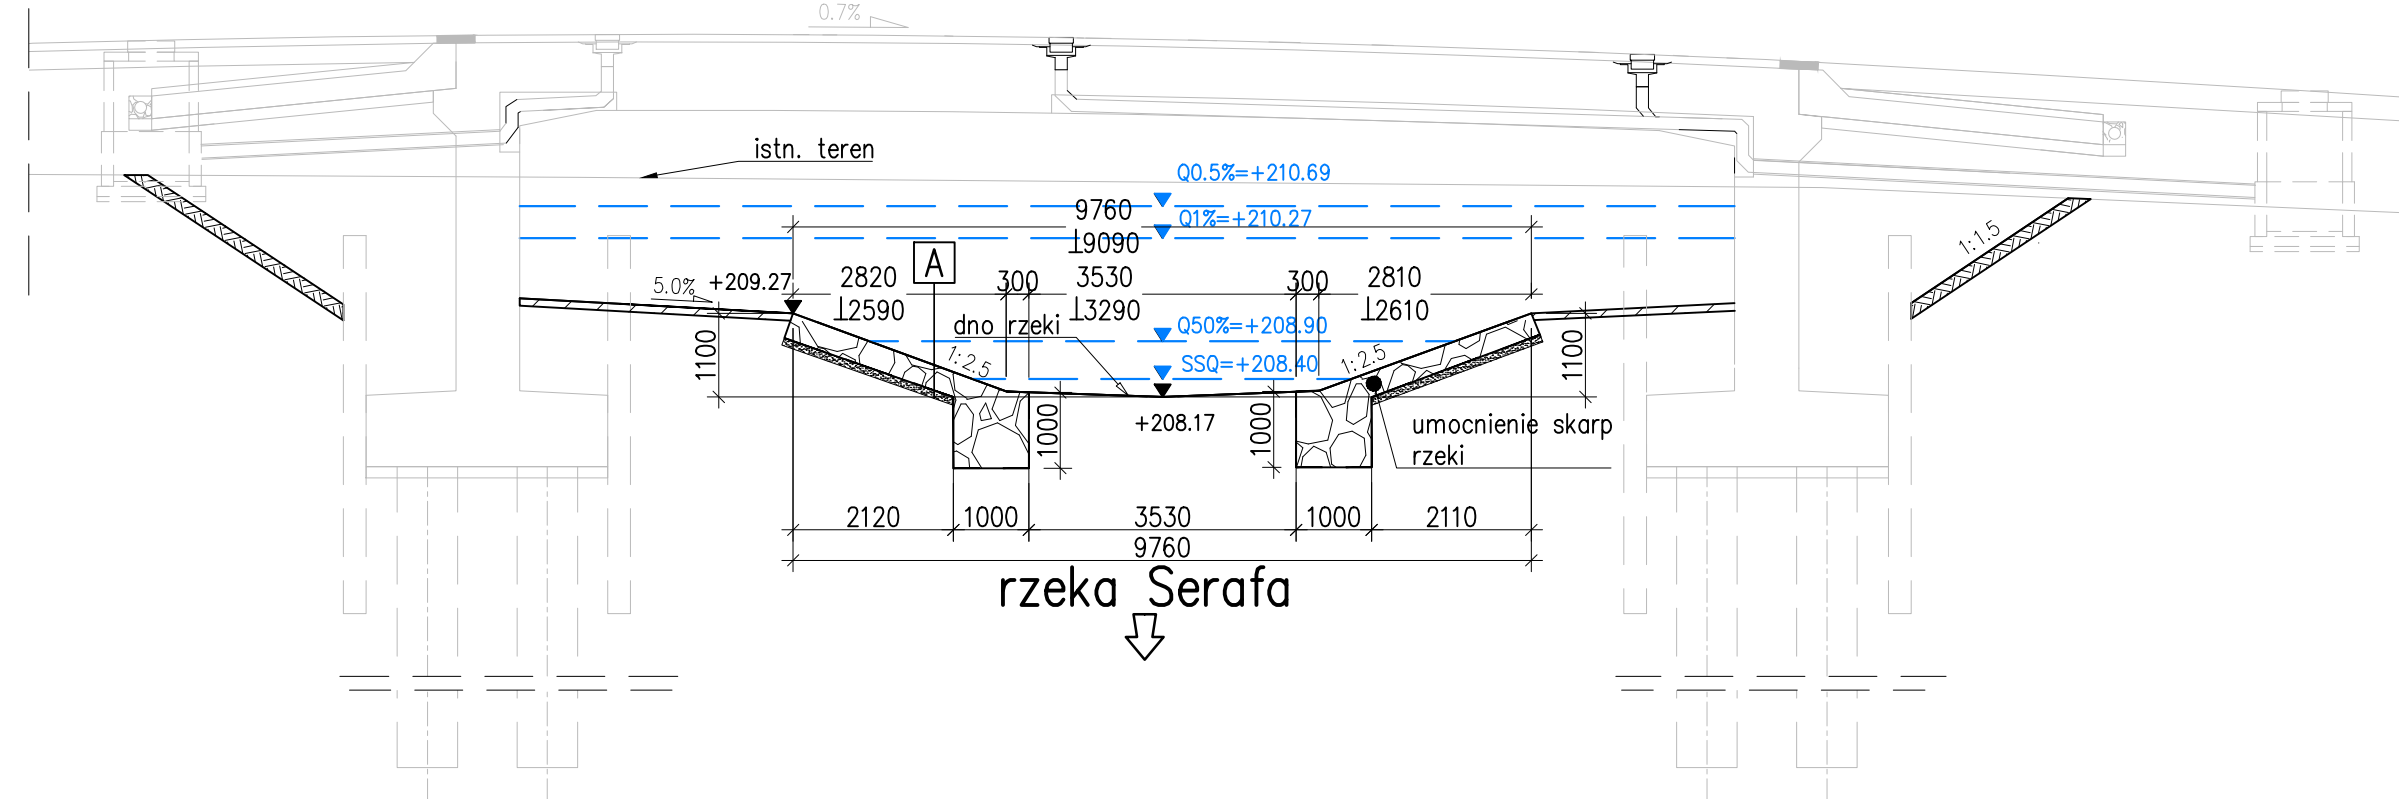 0.7%
istn. teren
Q0.5%=+210.69
9760
Q1%=+210.27
⊥9090
A
1:1.5
5.0%
+209.27
2820
300
3530
300
2810
⊥2590
⊥3290
⊥2610
dno rzeki
Q50%=+208.90
1100
1:2.5
SSQ=+208.40
1:2.5
1100
+208.17
1000
1000
umocnienie skarp
rzeki
2120
1000
3530
1000
2110
9760
rzeka Serafa